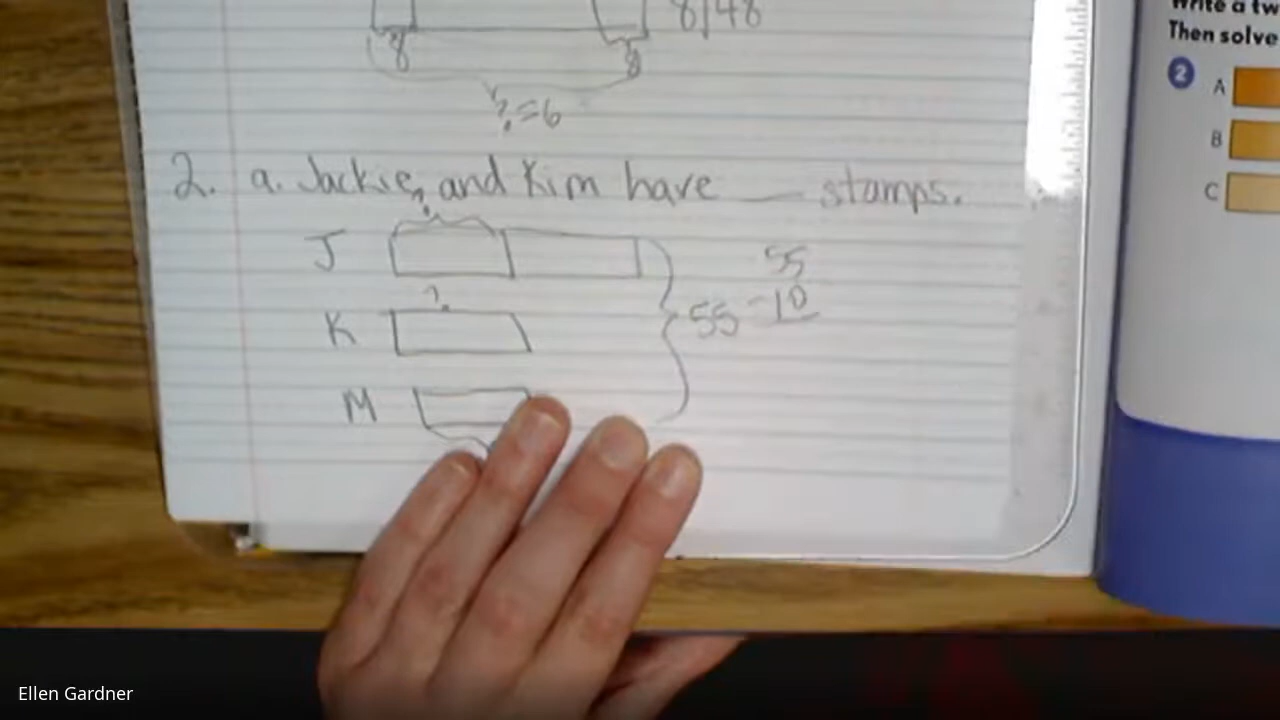 8)48
8
8
? = 6
2. a. Jackie, and Kim have ___ stamps.
?
J
?
K
M
55
55
-10
Write a tw
Then solve
2
A
B
C
Ellen Gardner